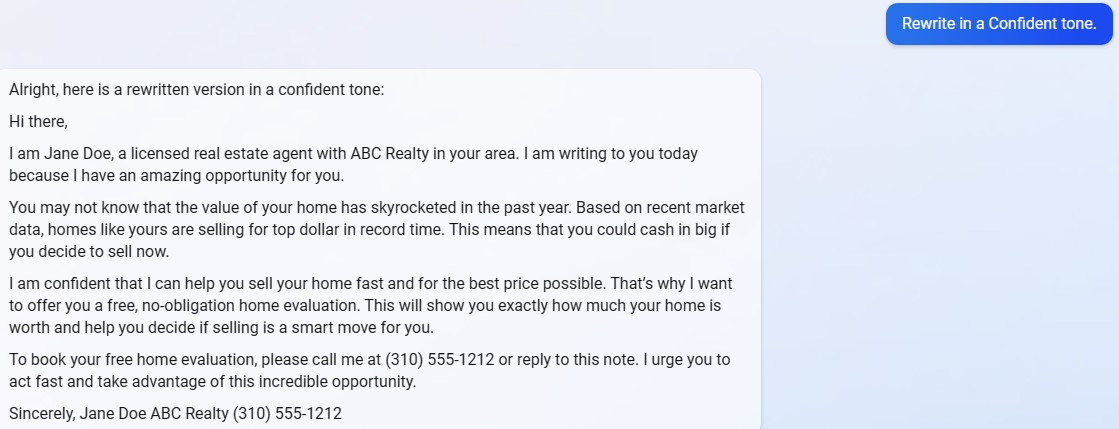 Rewrite in a Confident tone.
Alright, here is a rewritten version in a confident tone:
Hi there,
I am Jane Doe, a licensed real estate agent with ABC Realty in your area. I am writing to you today
because I have an amazing opportunity for you.
You may not know that the value of your home has skyrocketed in the past year. Based on recent market
data, homes like yours are selling for top dollar in record time. This means that you could cash in big if
you decide to sell now.
I am confident that I can help you sell your home fast and for the best price possible. That’s why I want
to offer you a free, no-obligation home evaluation. This will show you exactly how much your home is
worth and help you decide if selling is a smart move for you.
To book your free home evaluation, please call me at (310) 555-1212 or reply to this note. I urge you to
act fast and take advantage of this incredible opportunity.
Sincerely, Jane Doe ABC Realty (310) 555-1212